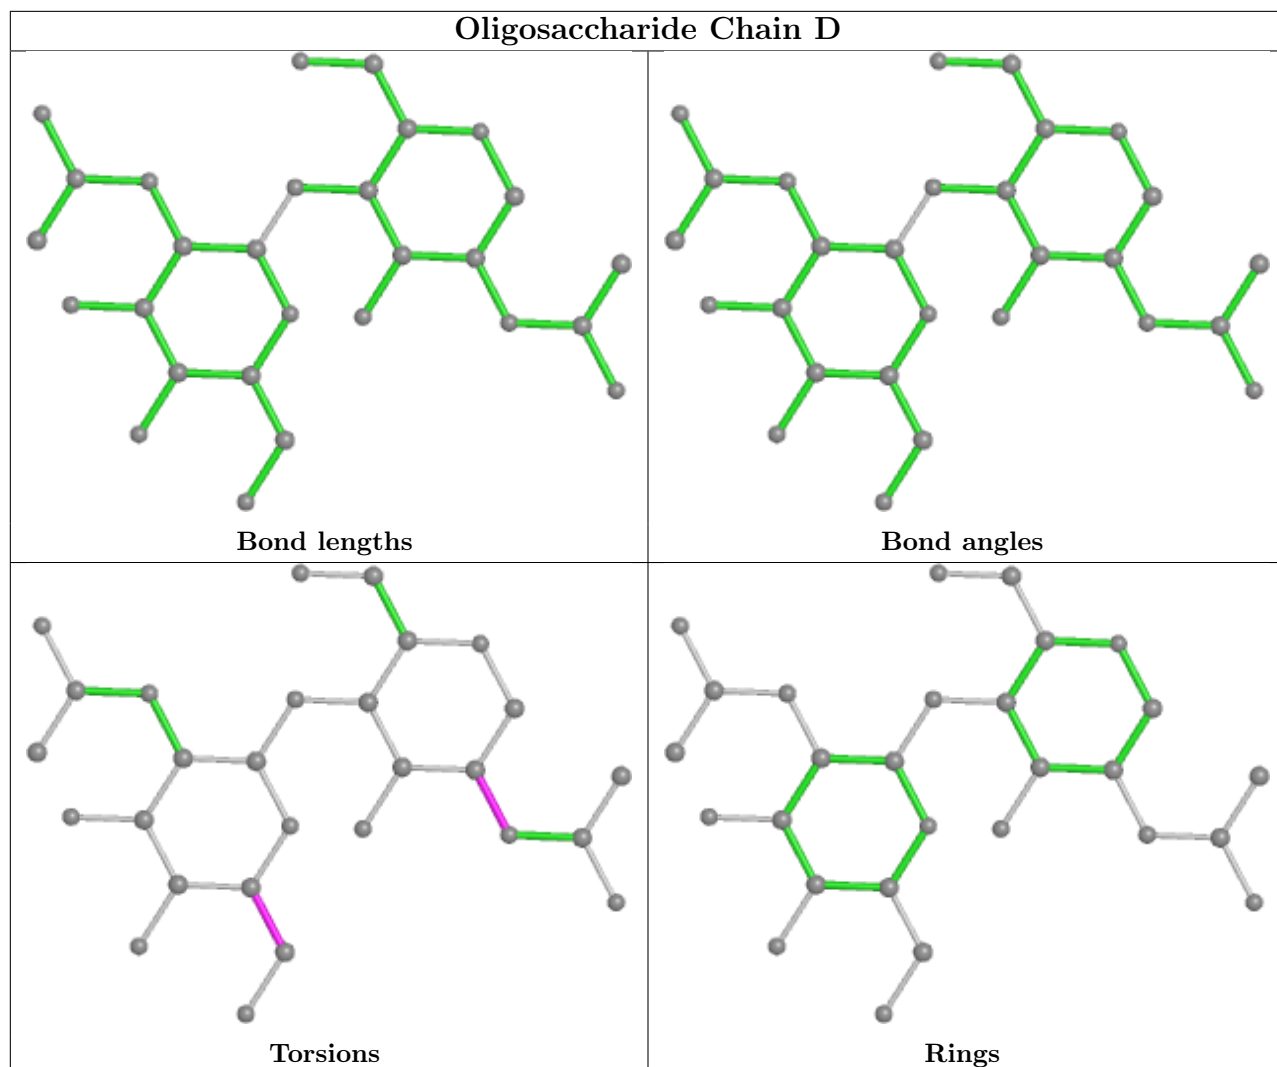 Oligosaccharide Chain D
Bond lengths
Bond angles
Torsions
Rings